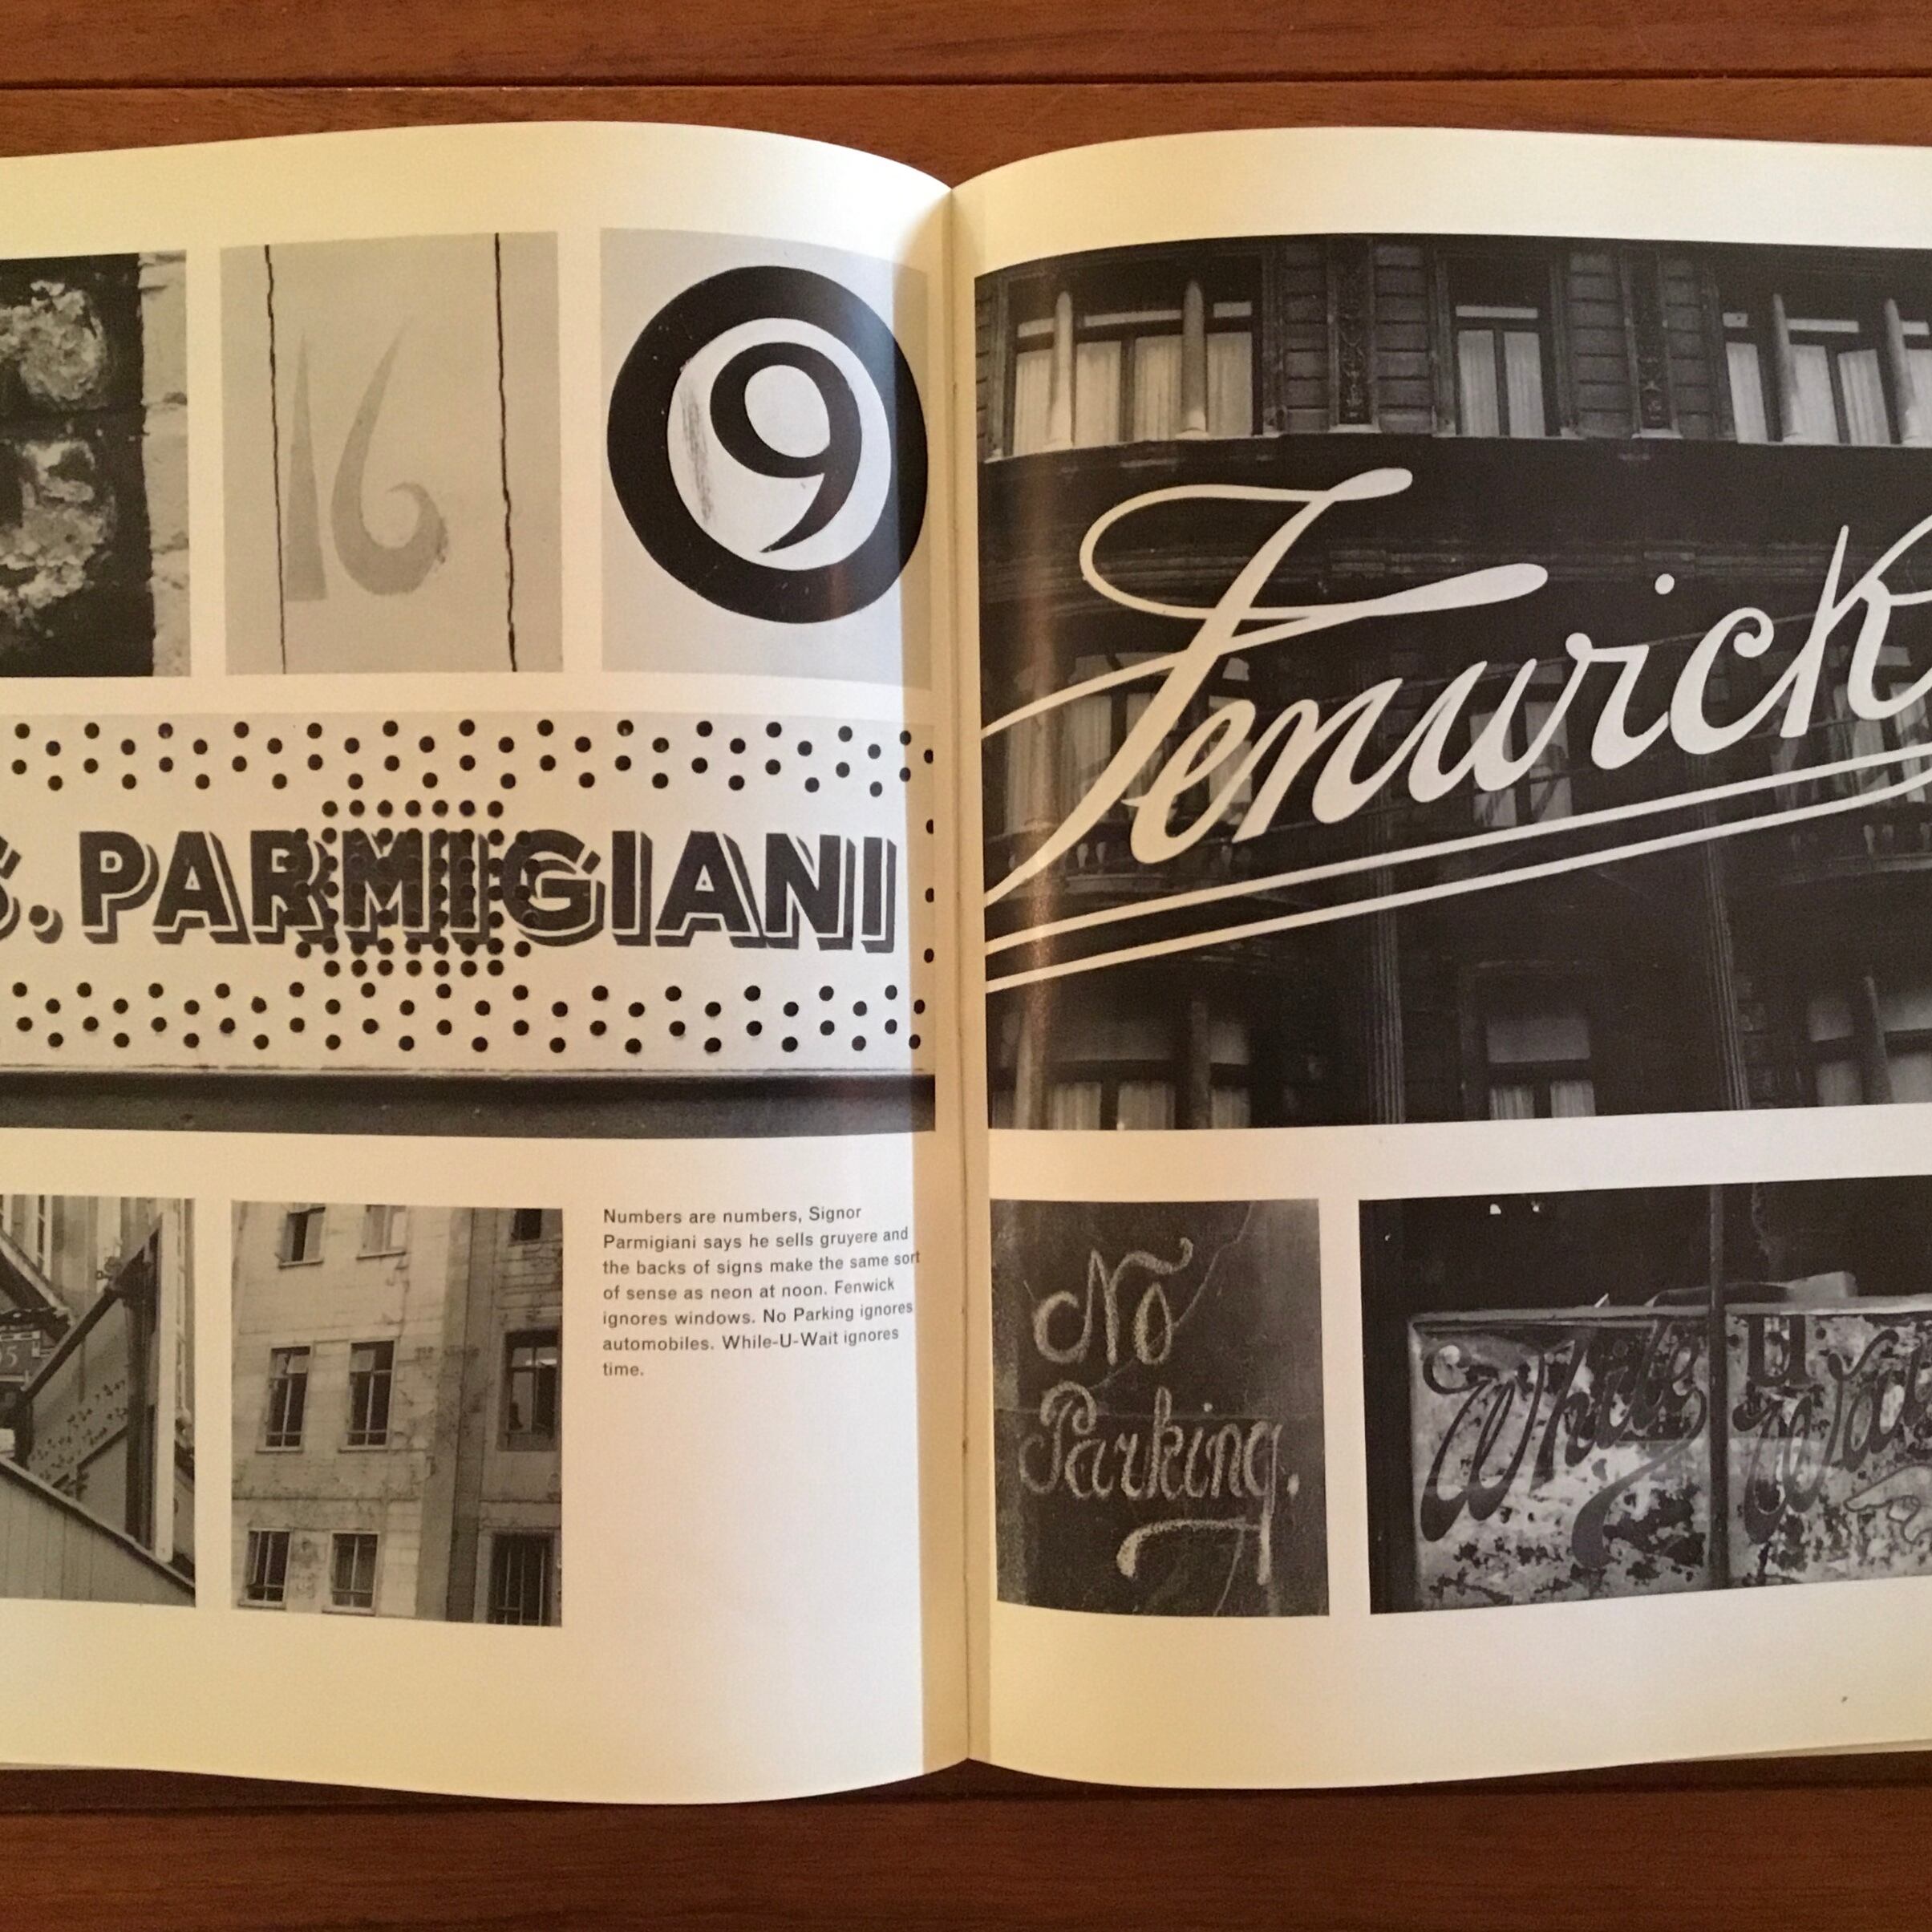 16
9
S. PARMIGIANI
Numbers are numbers, Signor
Parmigiani says he sells gruyere and
the backs of signs make the same sort
of sense as neon at noon. Fenwick
ignores windows. No Parking ignores
automobiles. While-U-Wait ignores
time.
Fenwick
No
Parking.
While U